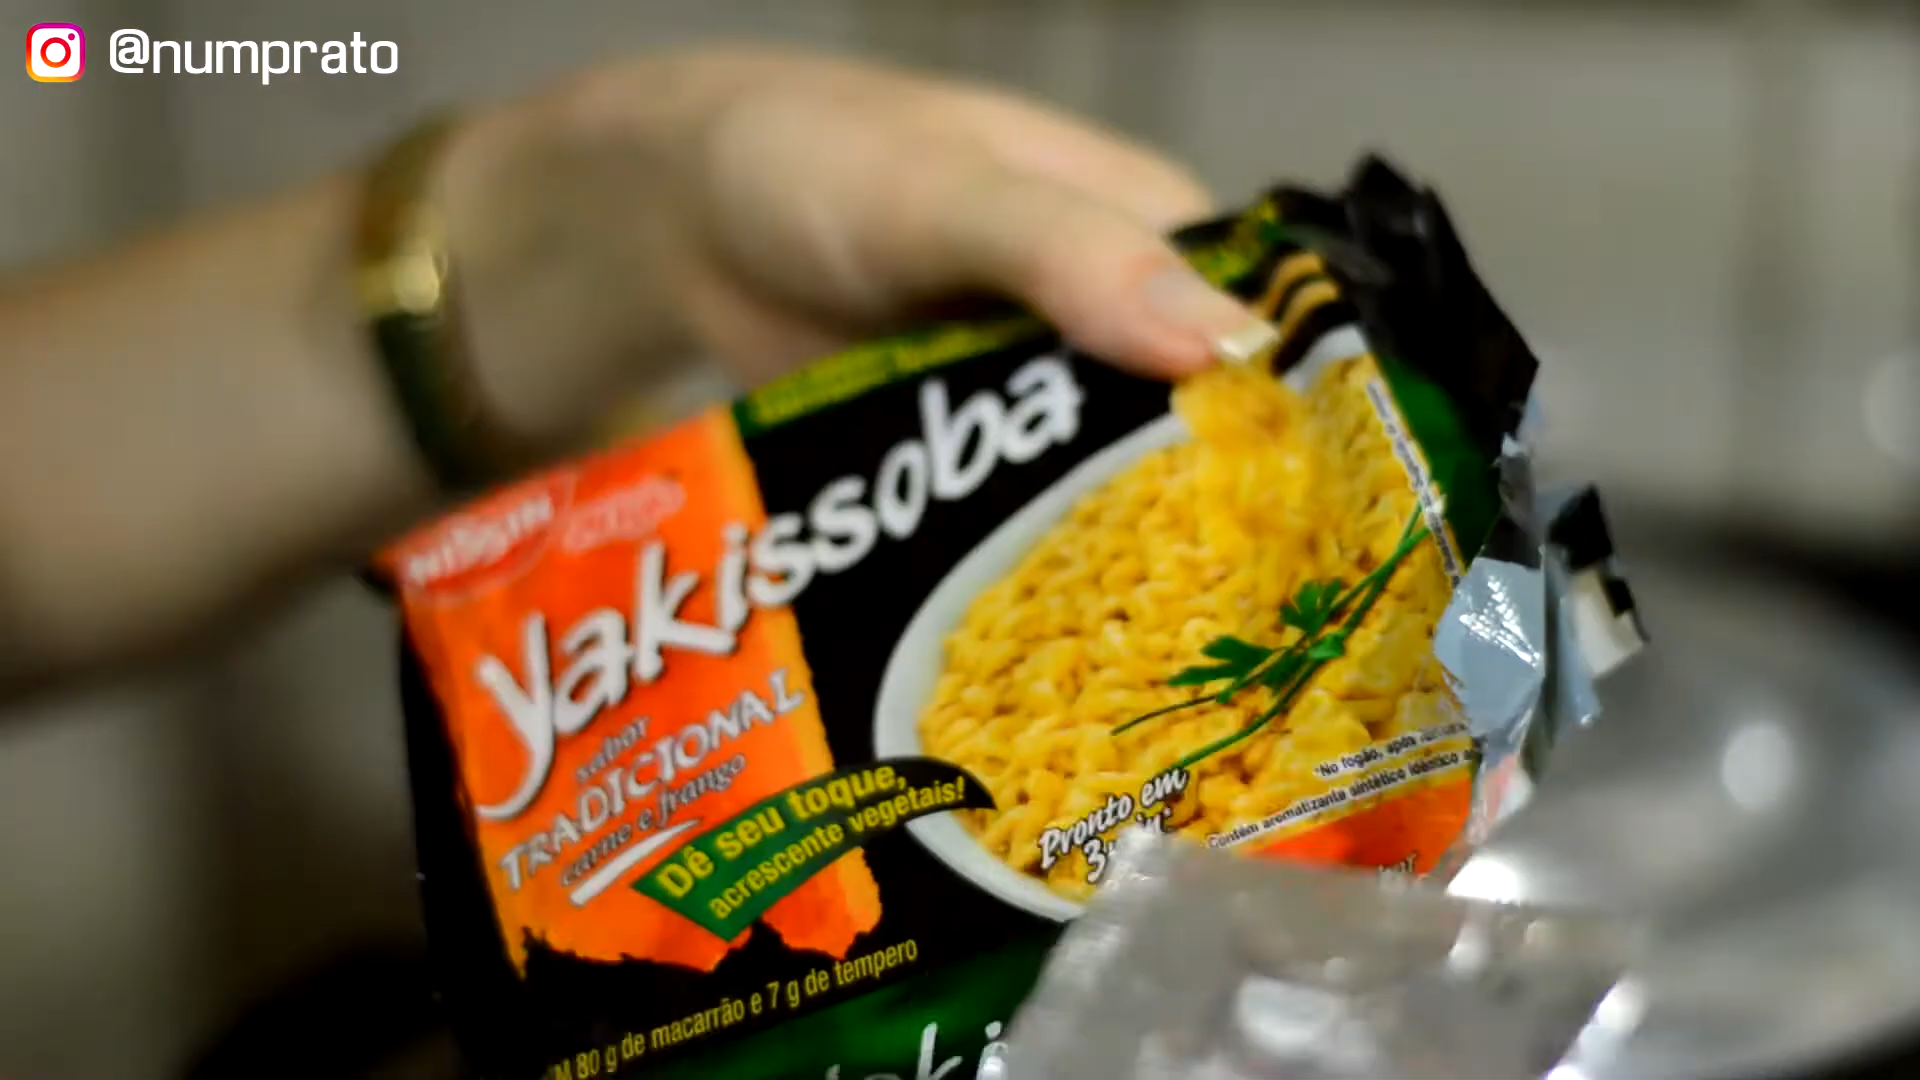 @numprato
NISSIN
yakissoba
sabor
TRADICIONAL
carne e frango
Dê seu toque,
acrescente vegetais!
Pronto em
3
*No fogão, após
Contém aromatizante sintético idêntico
80 g de macarrão e 7 g de tempero